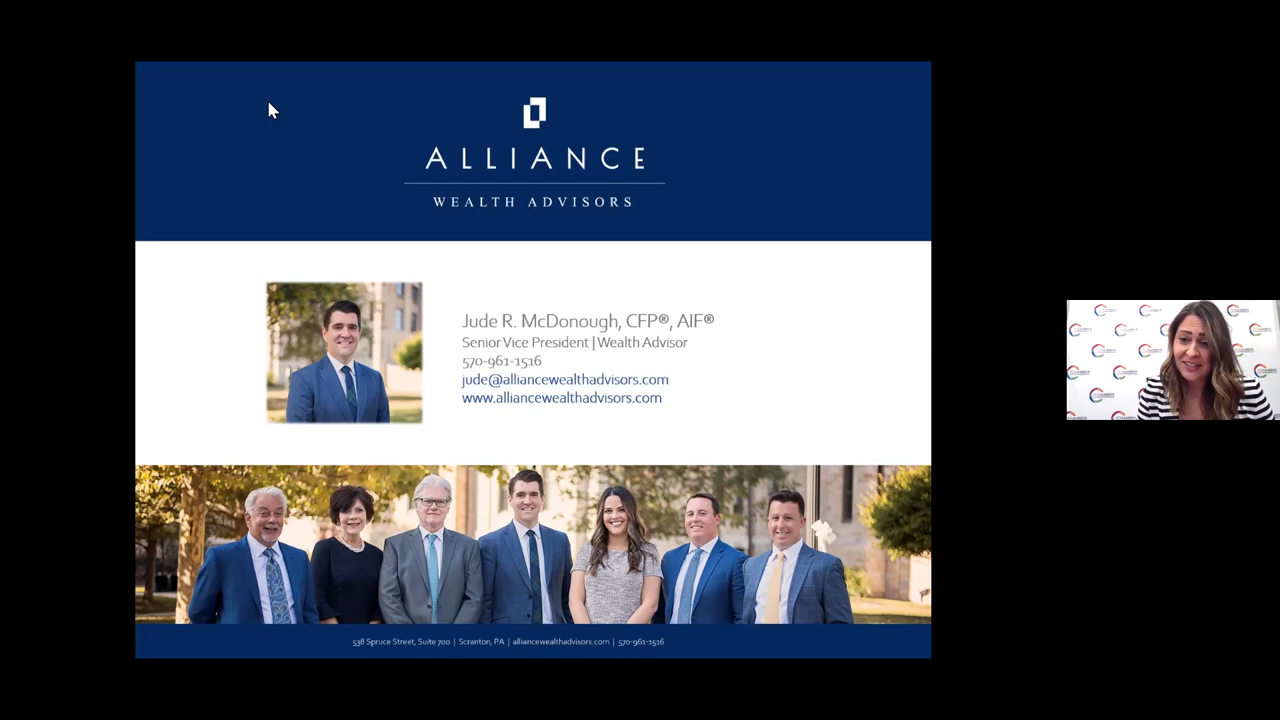 ALLIANCE
WEALTH ADVISORS
Jude R. McDonough, CFP®, AIF®
Senior Vice President | Wealth Advisor
570-961-1516
jude@alliancewealthadvisors.com
www.alliancewealthadvisors.com
538 Spruce Street, Suite 700 | Scranton, PA | alliancewealthadvisors.com | 570-961-1516
CHAMBER